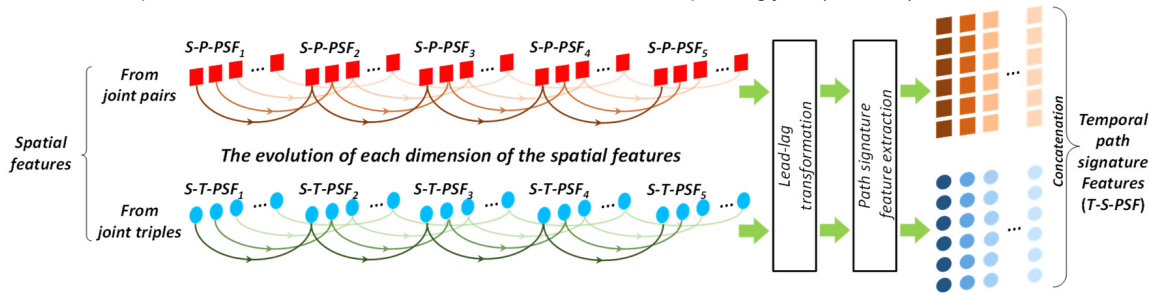 S-P-PSF1 S-P-PSF2 S-P-PSF3 S-P-PSF4 S-P-PSF5
From
joint pairs
...
...
...
...
...
Spatial
features
The evolution of each dimension of the spatial features
From
joint triples
S-T-PSF1 S-T-PSF2 S-T-PSF3 S-T-PSF4 S-T-PSF5
...
...
...
...
...
Lead-lag
transformation
Path signature
feature extraction
...
...
Concatenation
Temporal
path
signature
Features
(T-S-PSF)